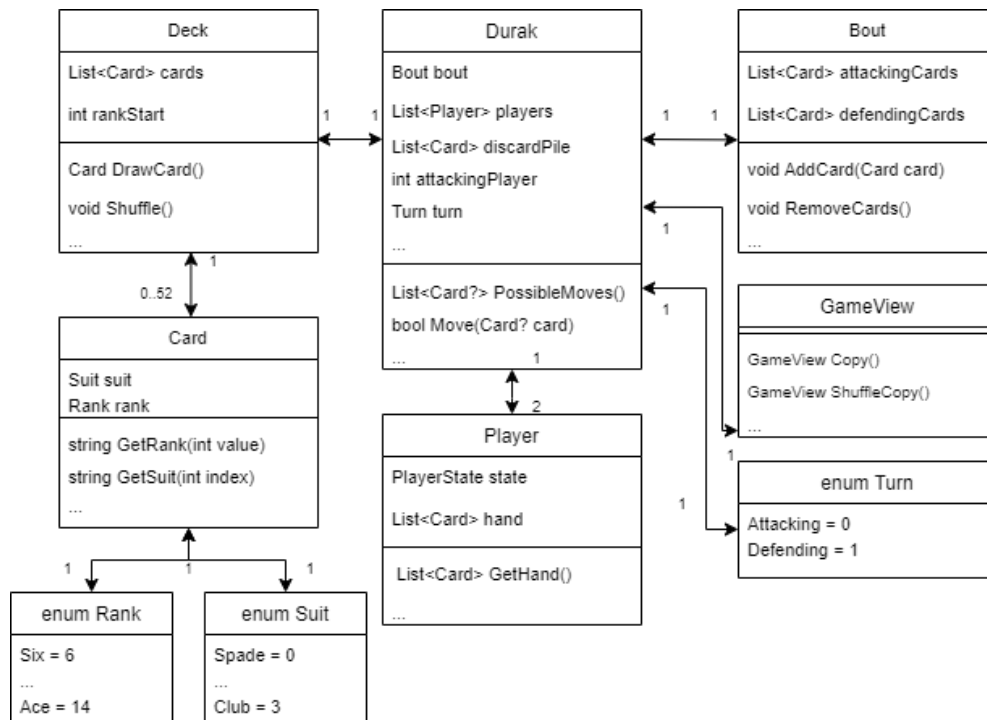 Deck
List<Card> cards
int rankStart
Card DrawCard()
void Shuffle()
...
1
1
Durak
Bout bout
List<Player> players
List<Card> discardPile
int attackingPlayer
Turn turn
...
List<Card?> PossibleMoves()
bool Move(Card? card)
...
1
1
Bout
List<Card> attackingCards
List<Card> defendingCards
void AddCard(Card card)
void RemoveCards()
...
1
0..52
1
1
Card
Suit suit
Rank rank
string GetRank(int value)
string GetSuit(int index)
...
GameView
GameView Copy()
GameView ShuffleCopy()
...
1
2
Player
PlayerState state
List<Card> hand
List<Card> GetHand()
...
1
1
enum Turn
Attacking = 0
Defending = 1
1
1
1
enum Rank
Six = 6
...
Ace = 14
enum Suit
Spade = 0
...
Club = 3